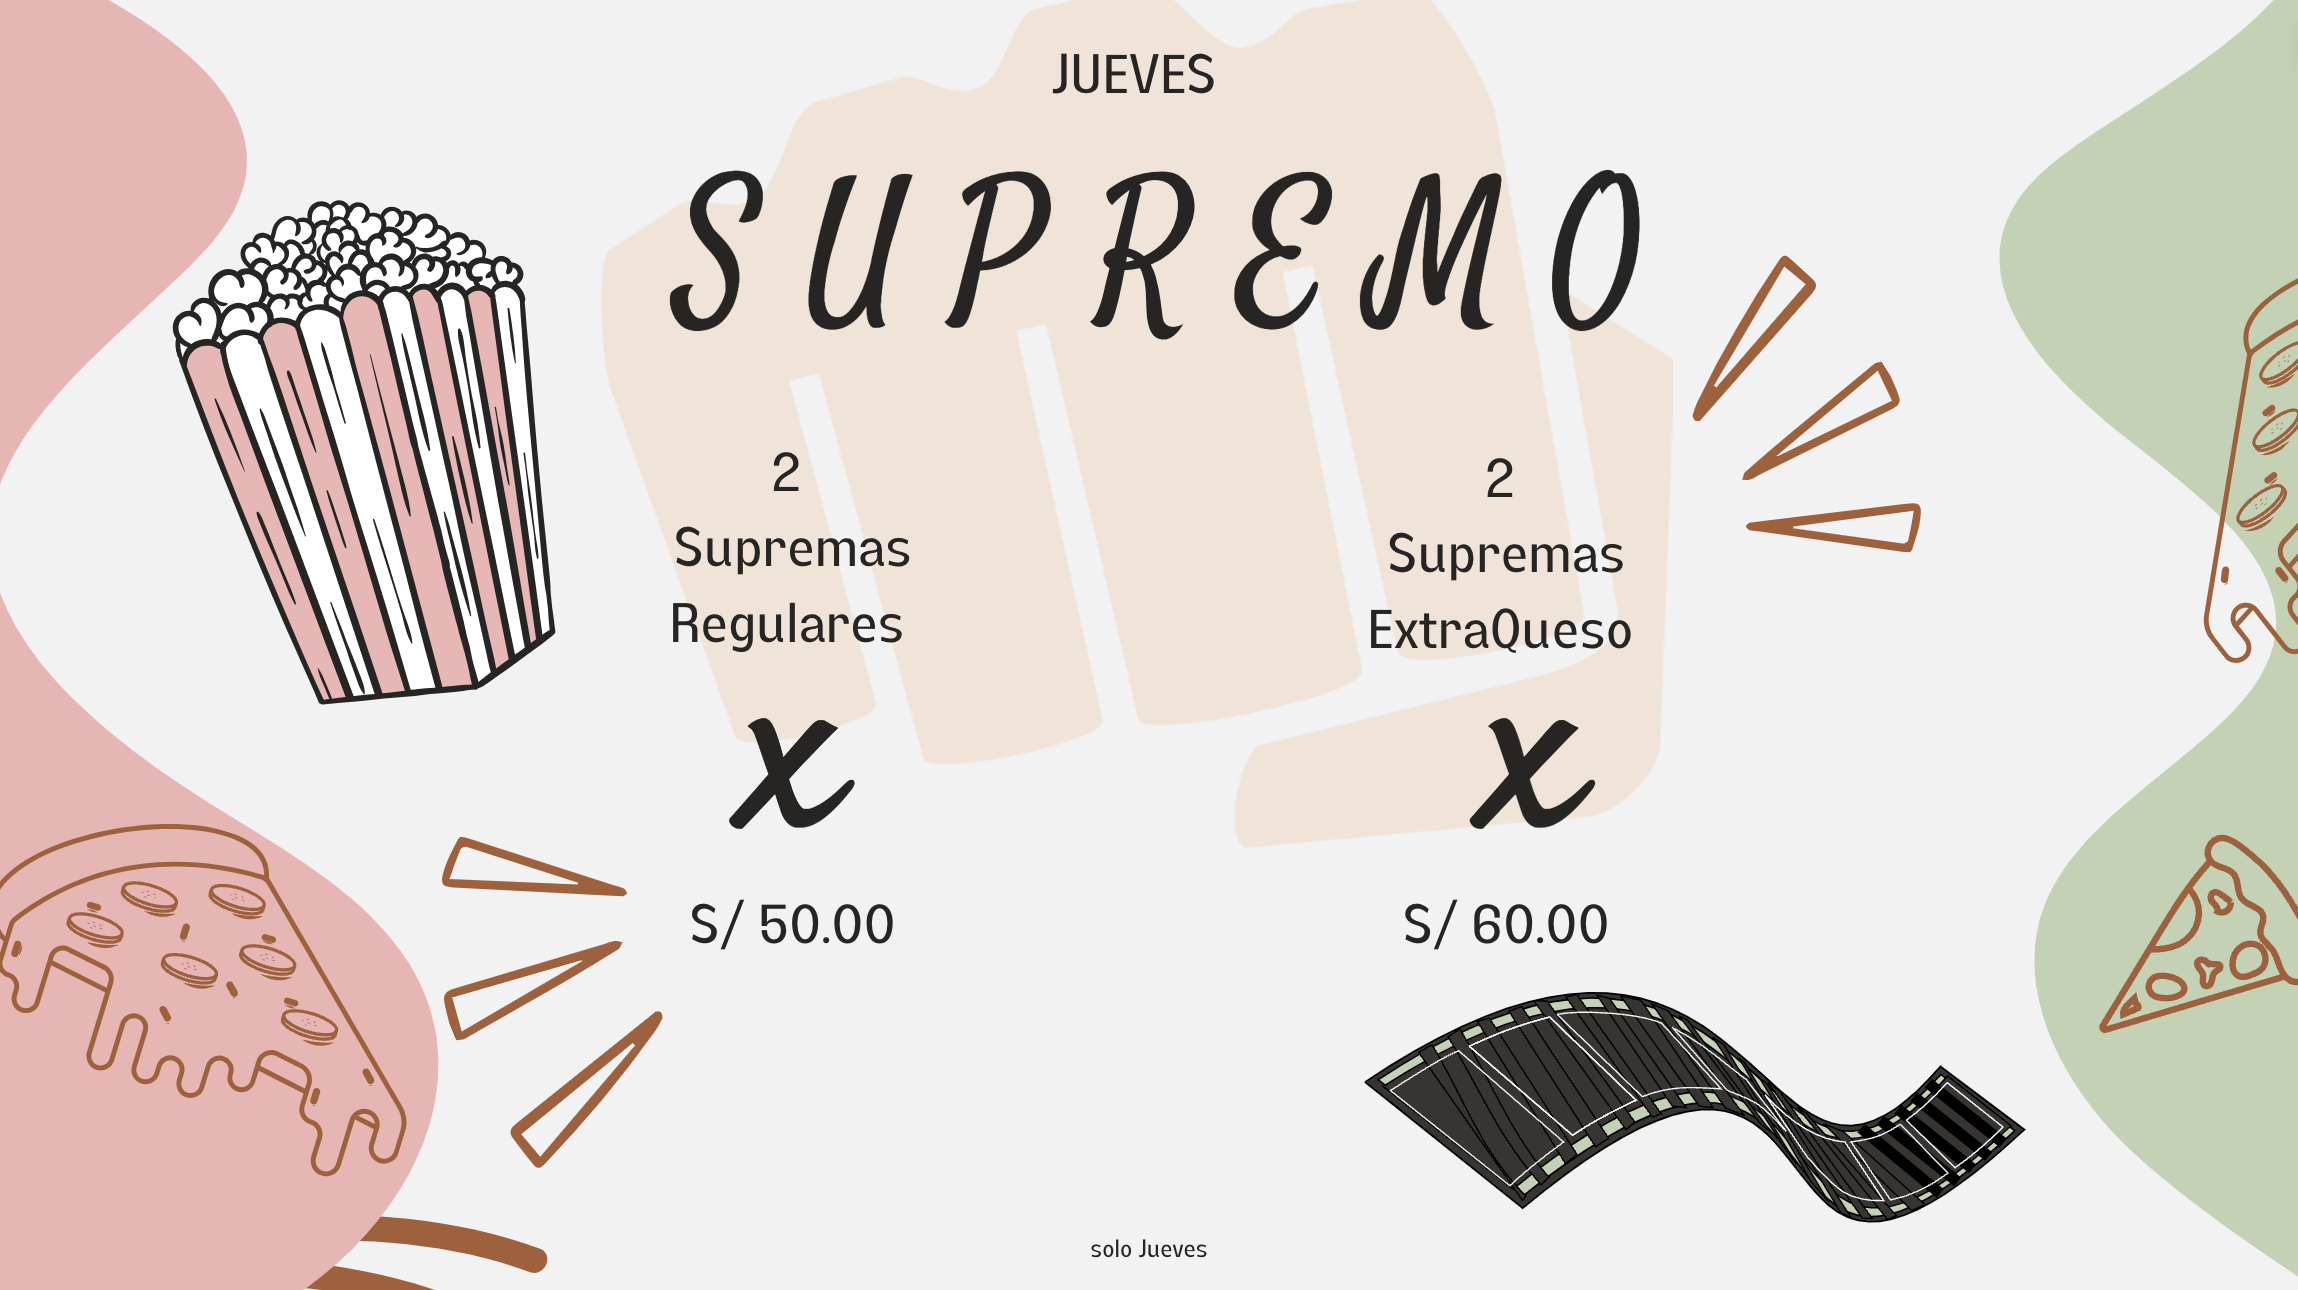 JUEVES
SUPREMO
2
Supremas
Regulares
x
S/ 50.00
2
Supremas
ExtraQueso
x
S/ 60.00
solo Jueves